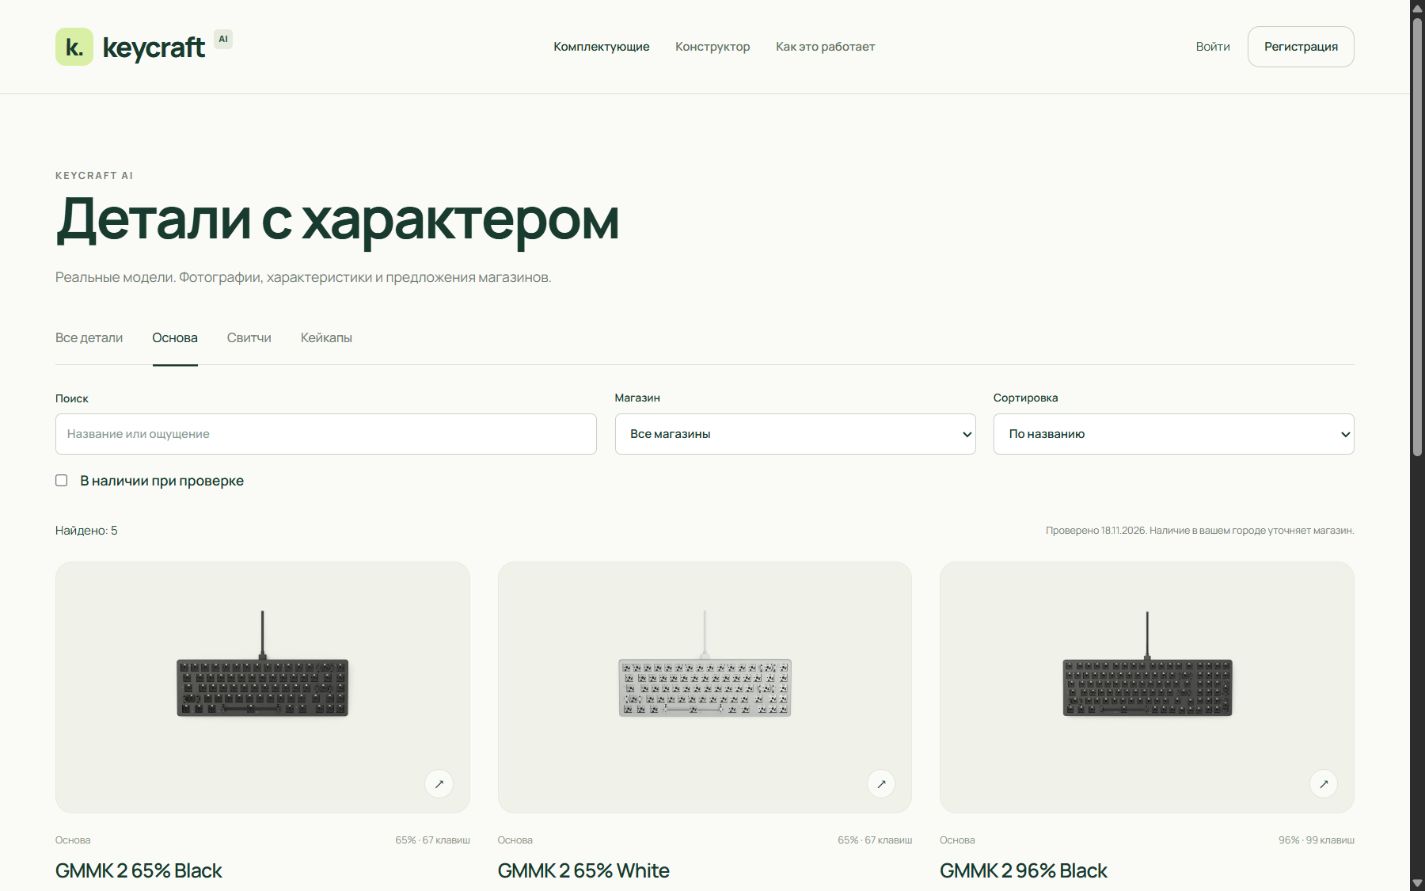 k. keycraft AI
Комплектующие Конструктор Как это работает
Войти Регистрация
KEYCRAFT AI
Детали с характером
Реальные модели. Фотографии, характеристики и предложения магазинов.
Все детали Основа Свитчи Кейкапы
Поиск Магазин Сортировка
Название или ощущение Все магазины По названию
В наличии при проверке
Найдено: 5 Проверено 18.11.2026. Наличие в вашем городе уточняет магазин.
Основа 65% · 67 клавиш Основа 65% · 67 клавиш Основа 96% · 99 клавиш
GMMK 2 65% Black GMMK 2 65% White GMMK 2 96% Black